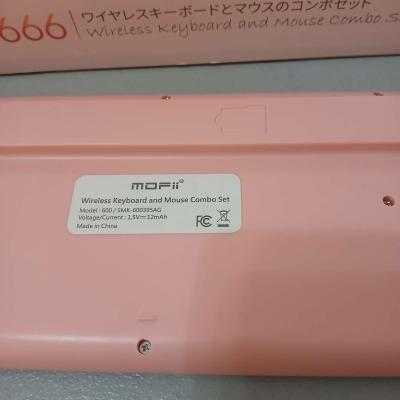 666
ワイヤレスキーボードとマウスのコンボセット
Wireless Keyboard and Mouse Combo S
MOFii
Wireless Keyboard and Mouse Combo Set
Model : 600 / SMK-600395AG
Voltage/Current : 1.5V⎓12mAh
Made in China
FC